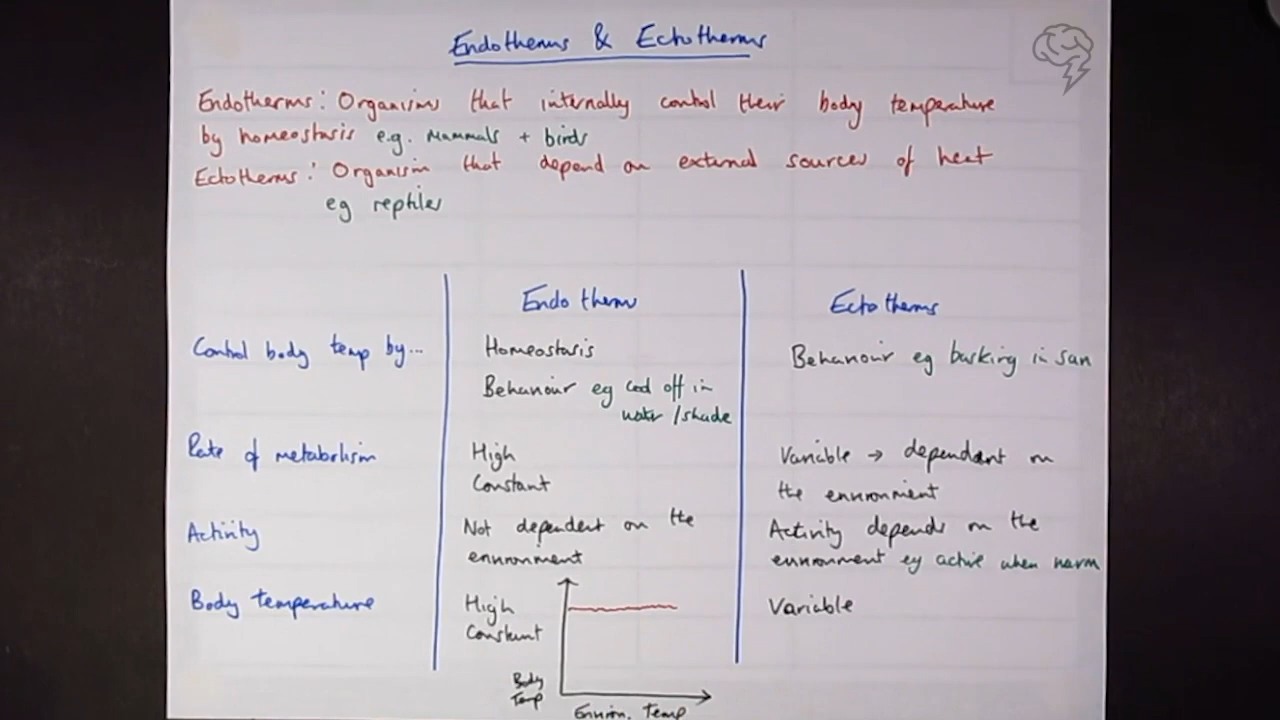 Endotherms & Ectotherms
Endotherms: Organisms that internally control their body temperature
by homeostasis e.g. mammals + birds
Ectotherms: Organism that depend on external sources of heat
eg reptiles
Endotherm
Ectotherms
Control body temp by...
Homeostasis
Behaviour eg cool off in
water/shade
Behaviour eg basking in sun
Rate of metabolism
High
Constant
Variable → dependant on
the environment
Activity
Not dependent on the
environment
Activity depends on the
environment eg active when warm
Body temperature
High
Constant
Variable
Body
Temp
Environ. temp